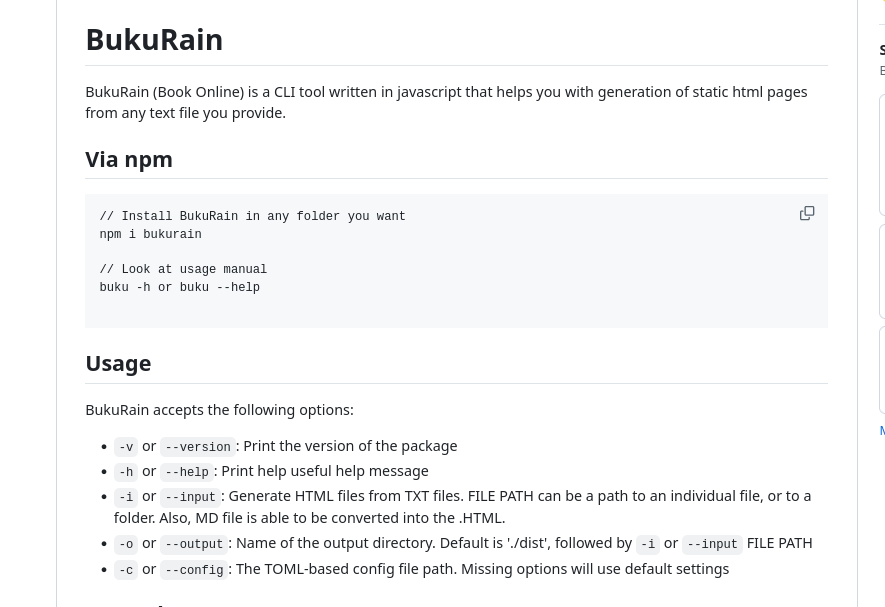 BukuRain
BukuRain (Book Online) is a CLI tool written in javascript that helps you with generation of static html pages
from any text file you provide.
Via npm
// Install BukuRain in any folder you want
npm i bukurain
// Look at usage manual
buku -h or buku --help
Usage
BukuRain accepts the following options:
• -v or --version : Print the version of the package
• -h or --help : Print help useful help message
• -i or --input : Generate HTML files from TXT files. FILE PATH can be a path to an individual file, or to a
folder. Also, MD file is able to be converted into the .HTML.
• -o or --output : Name of the output directory. Default is './dist', followed by -i or --input FILE PATH
• -c or --config : The TOML-based config file path. Missing options will use default settings